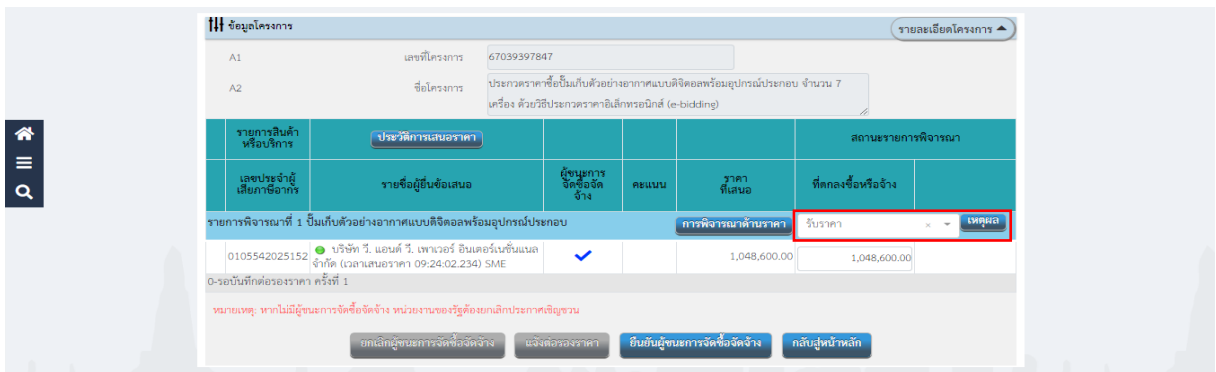 ข้อมูลโครงการ
รายละเอียดโครงการ
A1 เลขที่โครงการ 67039397847
A2 ชื่อโครงการ ประกวดราคาซื้อปั๊มเก็บตัวอย่างอากาศแบบดิจิตอลพร้อมอุปกรณ์ประกอบ จำนวน 7
เครื่อง ด้วยวิธีประกวดราคาอิเล็กทรอนิกส์ (e-bidding)
รายการสินค้า
หรือบริการ
ประวัติการเสนอราคา
สถานะรายการพิจารณา
เลขประจำผู้
เสียภาษีอากร
รายชื่อผู้ยื่นข้อเสนอ
ผู้ชนะการ
จัดซื้อจัด
จ้าง
คะแนน
ราคา
ที่เสนอ
ที่ตกลงซื้อหรือจ้าง
รายการพิจารณาที่ 1 ปั๊มเก็บตัวอย่างอากาศแบบดิจิตอลพร้อมอุปกรณ์ประกอบ การพิจารณาด้านราคา รับราคา × เหตุผล
0105542025152 บริษัท วี. แอนด์ วี. เพาเวอร์ อินเตอร์เนชั่นแนล
จำกัด (เวลาเสนอราคา 09:24:02.234) SME
1,048,600.00 1,048,600.00
0-รอบันทึกต่อรองราคา ครั้งที่ 1
หมายเหตุ: หากไม่มีผู้ชนะการจัดซื้อจัดจ้าง หน่วยงานของรัฐต้องยกเลิกประกาศเชิญชวน
ยกเลิกผู้ชนะการจัดซื้อจัดจ้าง แจ้งต่อรองราคา ยืนยันผู้ชนะการจัดซื้อจัดจ้าง กลับสู่หน้าหลัก